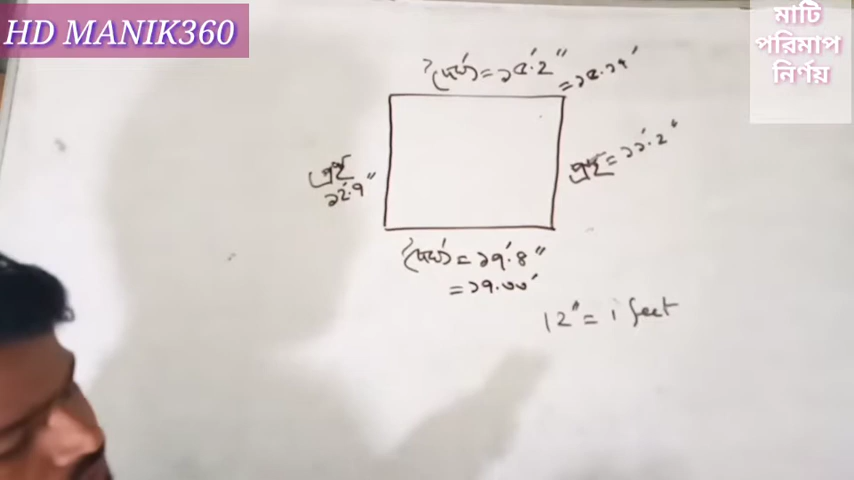 HD MANIK360
মাটি
পরিমাপ
নির্ণয়
দৈর্ঘ্য = ১৫'.২"
= ১৫.১৭'
প্রস্থ = ১১'.২"
প্রস্থ
১২'.৭"
দৈর্ঘ্য = ১৭'.৪"
= ১৭.৩৩'
12" = 1 feet